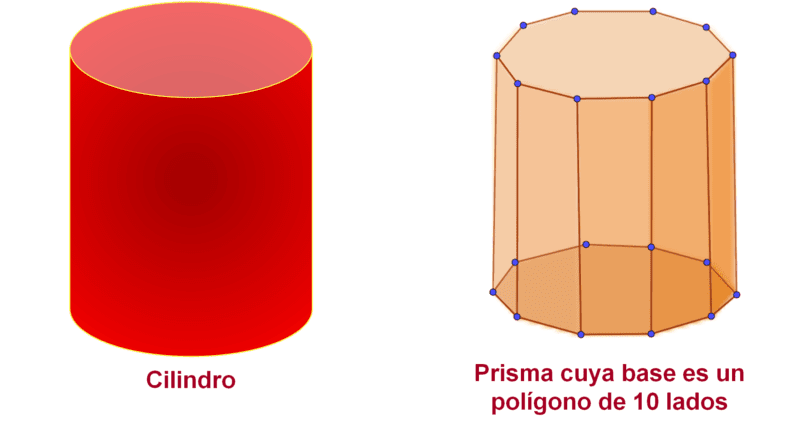 Cilindro
Prisma cuya base es un
polígono de 10 lados